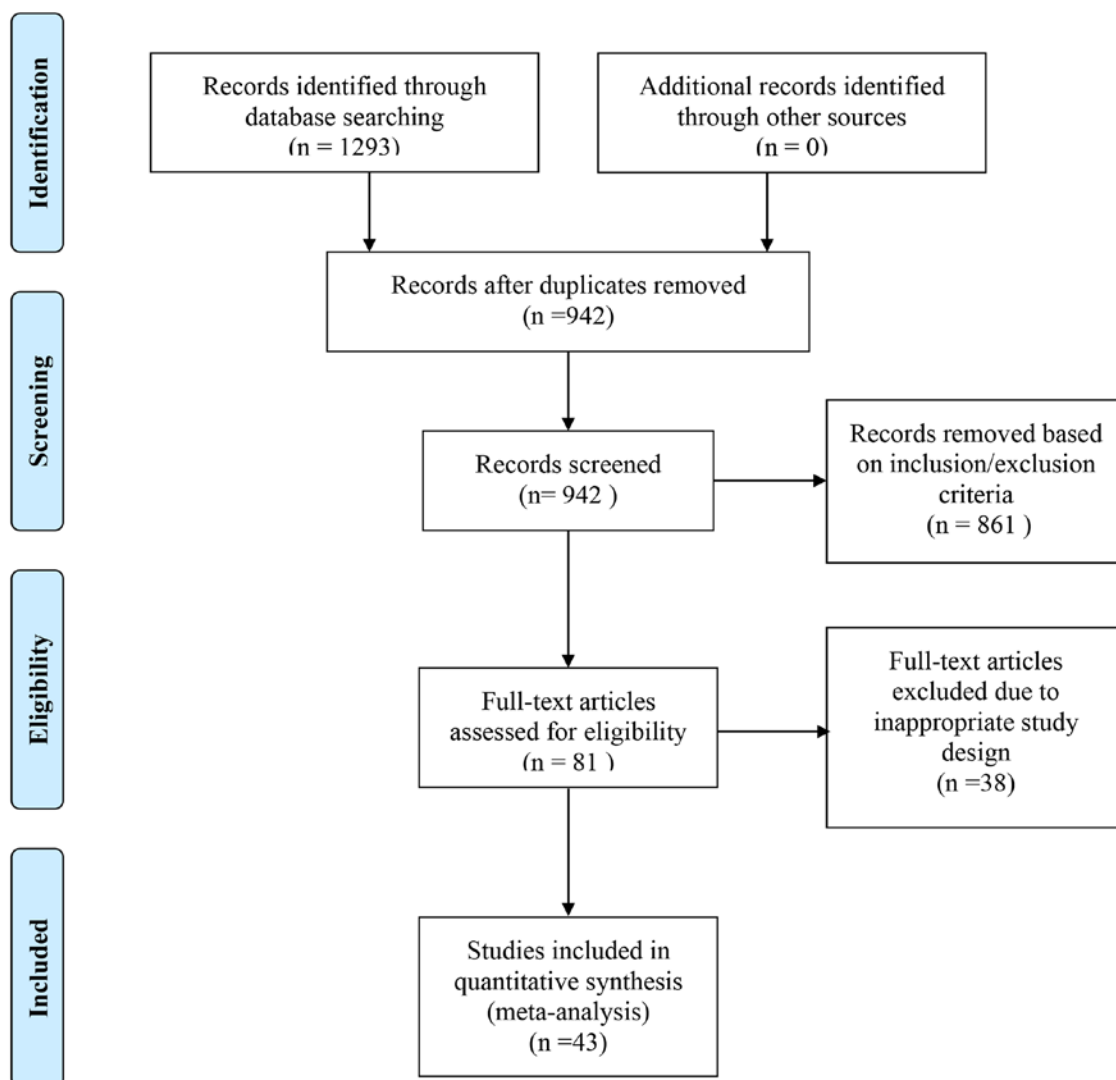 Identification
Records identified through
database searching
(n = 1293)
Additional records identified
through other sources
(n = 0)
Records after duplicates removed
(n =942)
Screening
Records screened
(n= 942 )
Records removed based
on inclusion/exclusion
criteria
(n = 861 )
Eligibility
Full-text articles
assessed for eligibility
(n = 81 )
Full-text articles
excluded due to
inappropriate study
design
(n =38)
Included
Studies included in
quantitative synthesis
(meta-analysis)
(n =43)